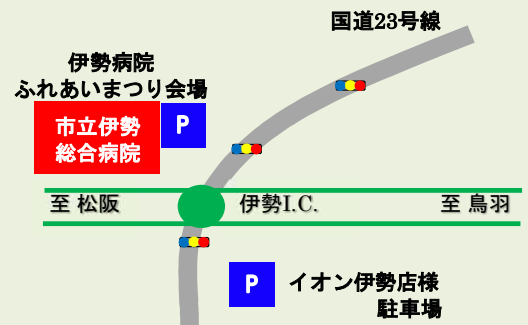 国道23号線
伊勢病院
ふれあいまつり会場
市立伊勢
総合病院
P
至 松阪
伊勢I.C.
至 鳥羽
P
イオン伊勢店様
駐車場